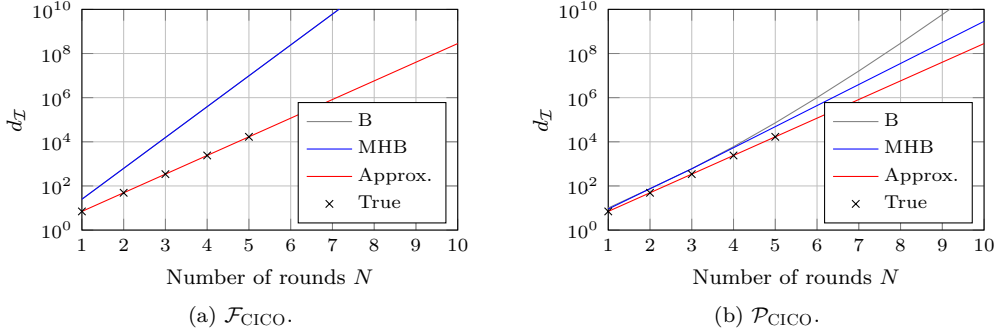 10^10
10^8
10^6
10^4
10^2
10^0
d_I
B
MHB
Approx.
True
1 2 3 4 5 6 7 8 9 10
Number of rounds N
(a) F_CICO.
10^10
10^8
10^6
10^4
10^2
10^0
d_I
B
MHB
Approx.
True
1 2 3 4 5 6 7 8 9 10
Number of rounds N
(b) P_CICO.